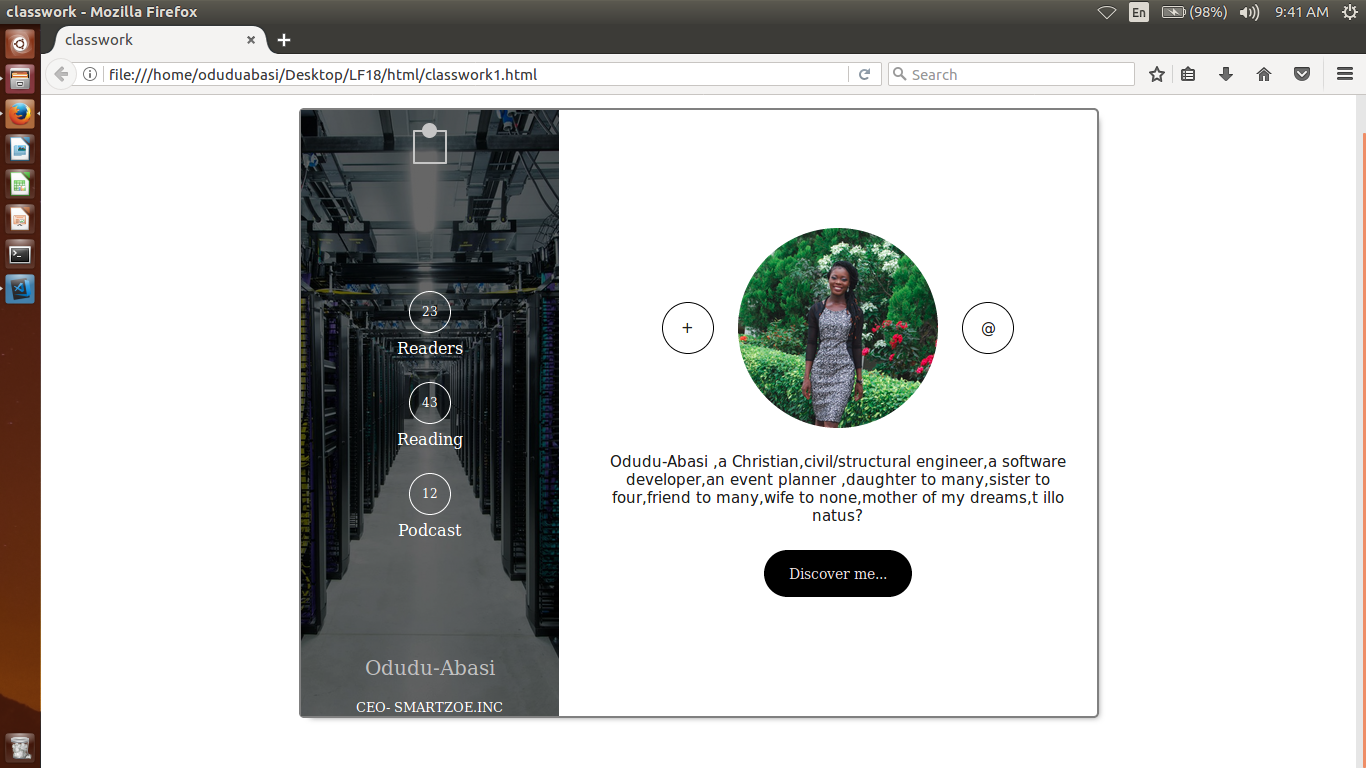 classwork - Mozilla Firefox
En
(98%)
9:41 AM
classwork
file:///home/oduduabasi/Desktop/LF18/html/classwork1.html
Search
23
Readers
43
Reading
12
Podcast
Odudu-Abasi
CEO- SMARTZOE.INC
+
@
Odudu-Abasi ,a Christian,civil/structural engineer,a software
developer,an event planner ,daughter to many,sister to
four,friend to many,wife to none,mother of my dreams,t illo
natus?
Discover me...